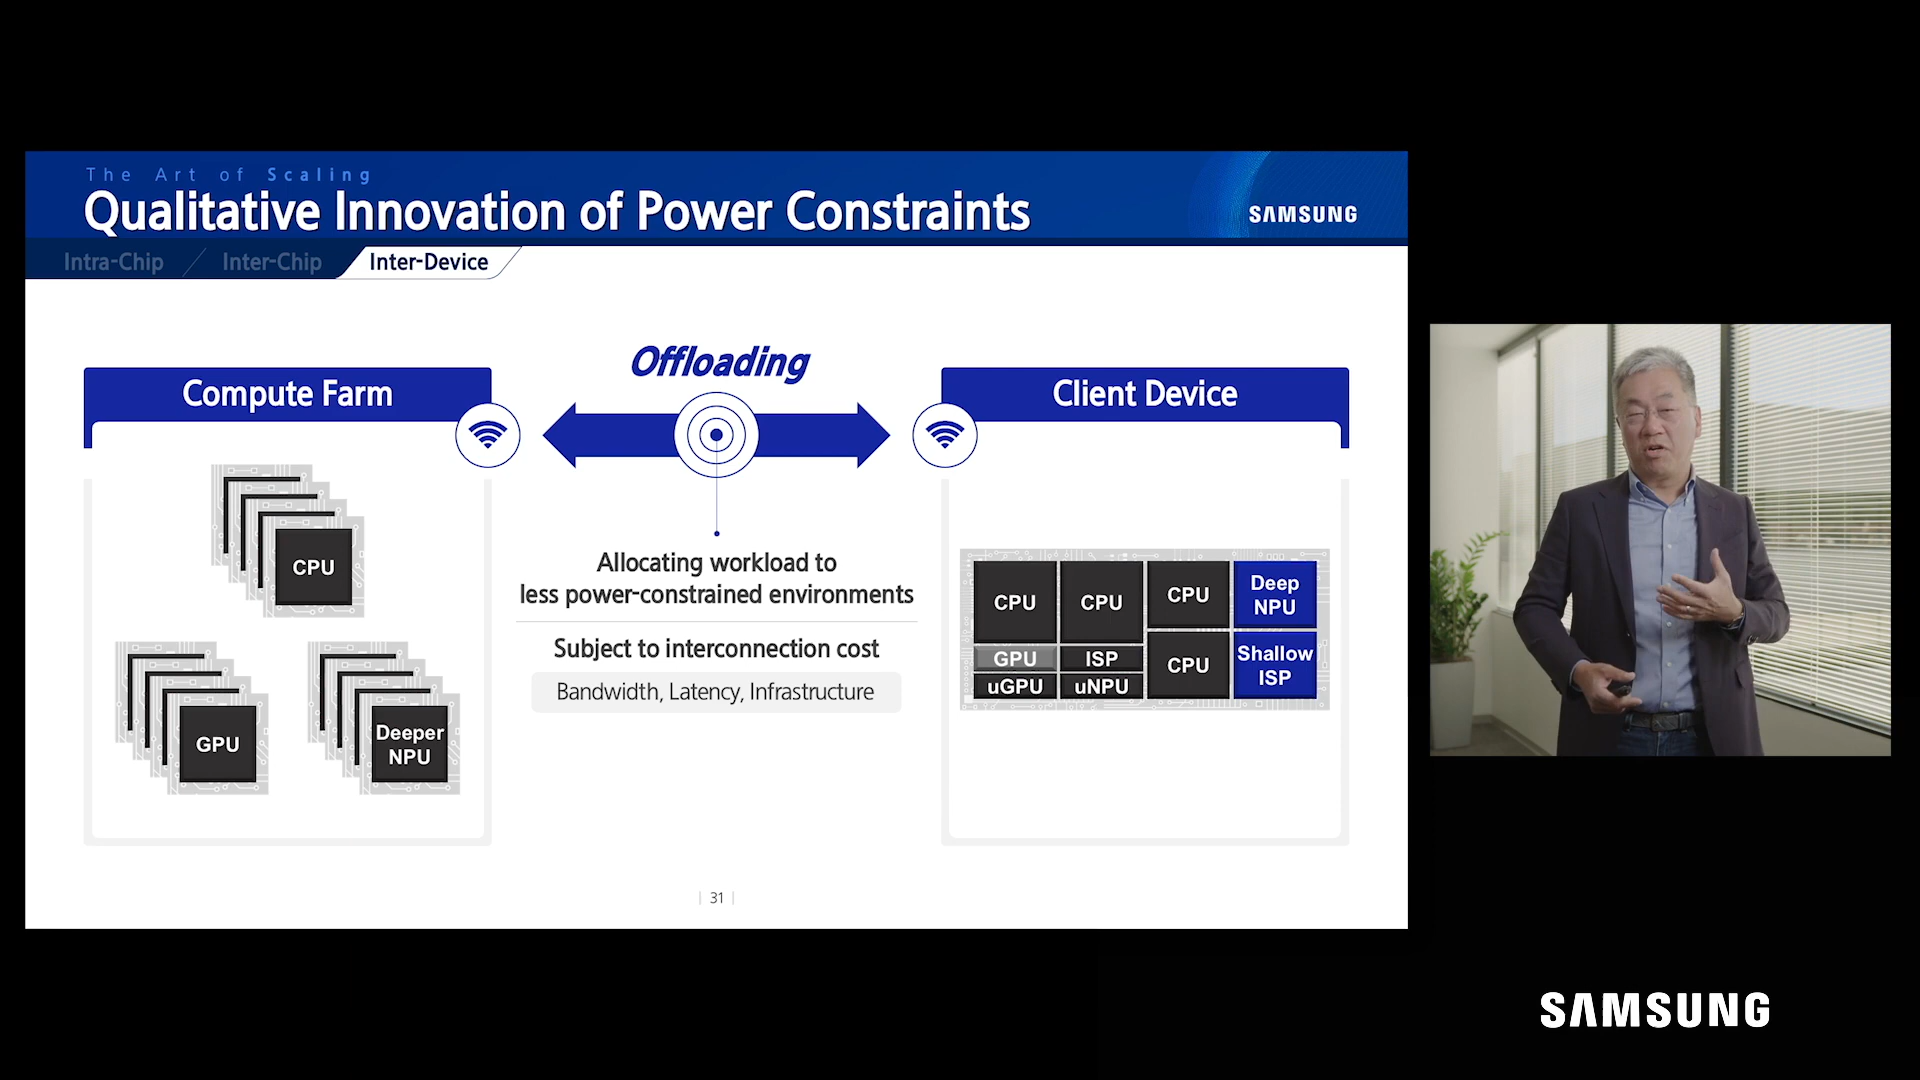 The Art of Scaling
Qualitative Innovation of Power Constraints
SAMSUNG
Intra-Chip
Inter-Chip
Inter-Device
Offloading
Compute Farm
Client Device
CPU
GPU
Deeper
NPU
Allocating workload to
less power-constrained environments
Subject to interconnection cost
Bandwidth, Latency, Infrastructure
CPU
CPU
CPU
Deep
NPU
GPU
ISP
uGPU
uNPU
CPU
Shallow
ISP
31
SAMSUNG